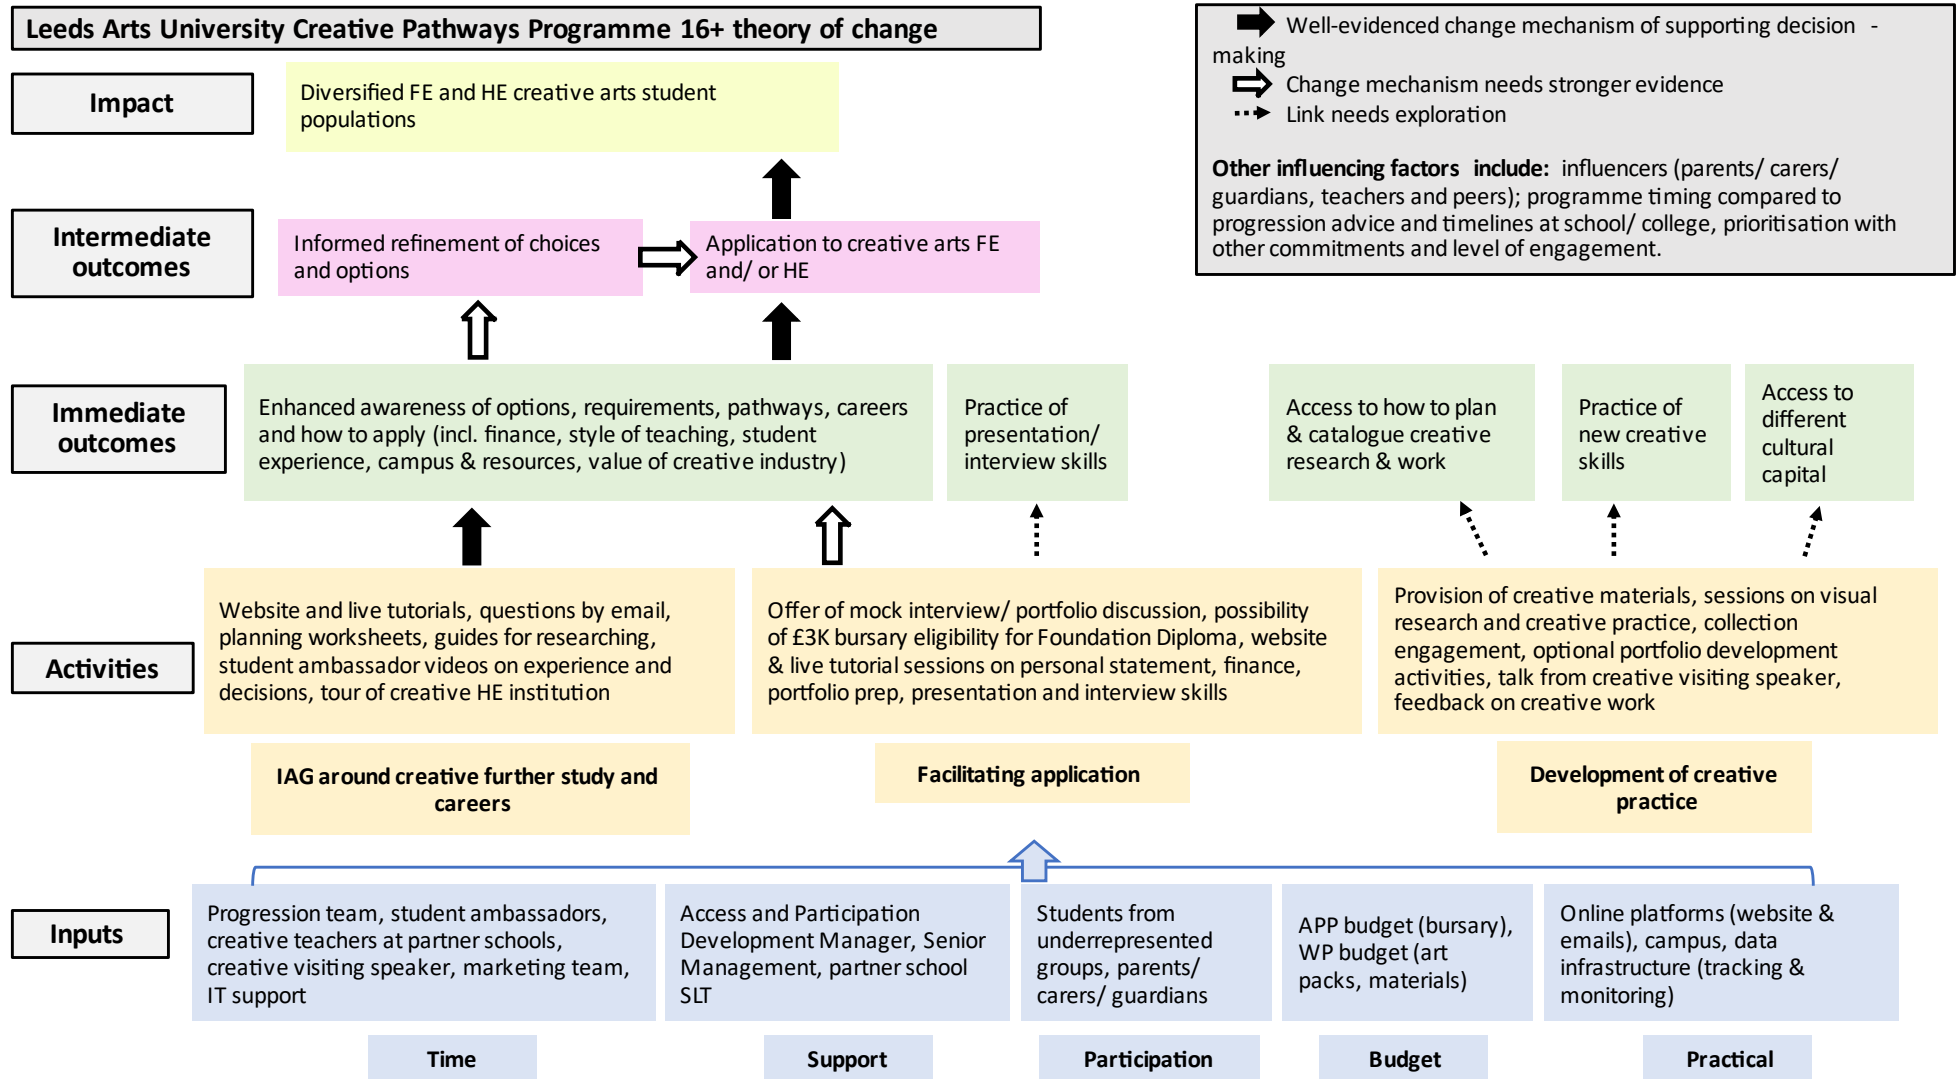 Leeds Arts University Creative Pathways Programme 16+ theory of change
Well-evidenced change mechanism of supporting decision -
making
Change mechanism needs stronger evidence
Link needs exploration
Other influencing factors include: influencers (parents/ carers/
guardians, teachers and peers); programme timing compared to
progression advice and timelines at school/ college, prioritisation with
other commitments and level of engagement.
Impact
Diversified FE and HE creative arts student
populations
Intermediate
outcomes
Informed refinement of choices
and options
Application to creative arts FE
and/ or HE
Immediate
outcomes
Enhanced awareness of options, requirements, pathways, careers
and how to apply (incl. finance, style of teaching, student
experience, campus & resources, value of creative industry)
Practice of
presentation/
interview skills
Access to how to plan
& catalogue creative
research & work
Practice of
new creative
skills
Access to
different
cultural
capital
Activities
Website and live tutorials, questions by email,
planning worksheets, guides for researching,
student ambassador videos on experience and
decisions, tour of creative HE institution
Offer of mock interview/ portfolio discussion, possibility
of £3K bursary eligibility for Foundation Diploma, website
& live tutorial sessions on personal statement, finance,
portfolio prep, presentation and interview skills
Provision of creative materials, sessions on visual
research and creative practice, collection
engagement, optional portfolio development
activities, talk from creative visiting speaker,
feedback on creative work
IAG around creative further study and
careers
Facilitating application
Development of creative
practice
Inputs
Progression team, student ambassadors,
creative teachers at partner schools,
creative visiting speaker, marketing team,
IT support
Access and Participation
Development Manager, Senior
Management, partner school
SLT
Students from
underrepresented
groups, parents/
carers/ guardians
APP budget (bursary),
WP budget (art
packs, materials)
Online platforms (website &
emails), campus, data
infrastructure (tracking &
monitoring)
Time
Support
Participation
Budget
Practical